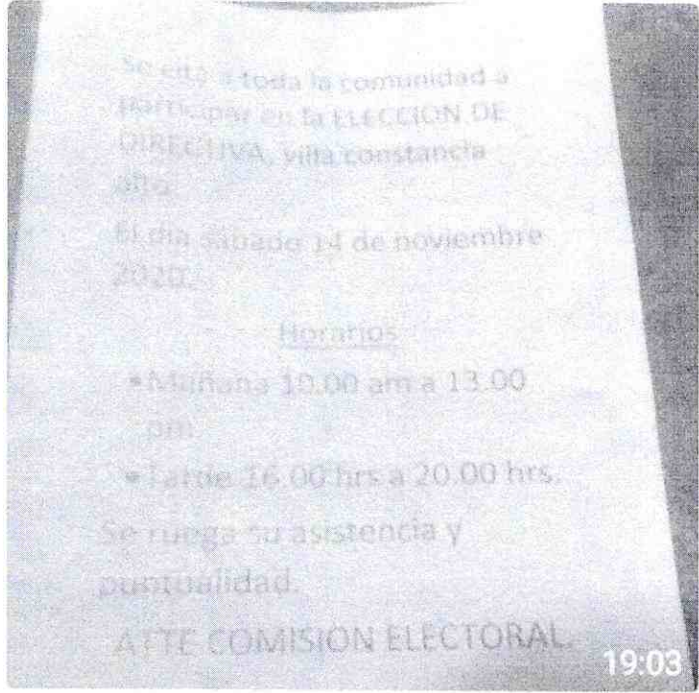 Se cita a toda la comunidad a
participar en la ELECCION DE
DIRECTIVA, villa constancia
alto
El dia sabado 14 de noviembre
2020.
Horarios
•Mañana 10.00 am a 13.00
pm
•Tarde 16.00 hrs a 20.00 hrs.
Se ruega su asistencia y
puntualidad.
ATTE COMISION ELECTORAL.
19:03